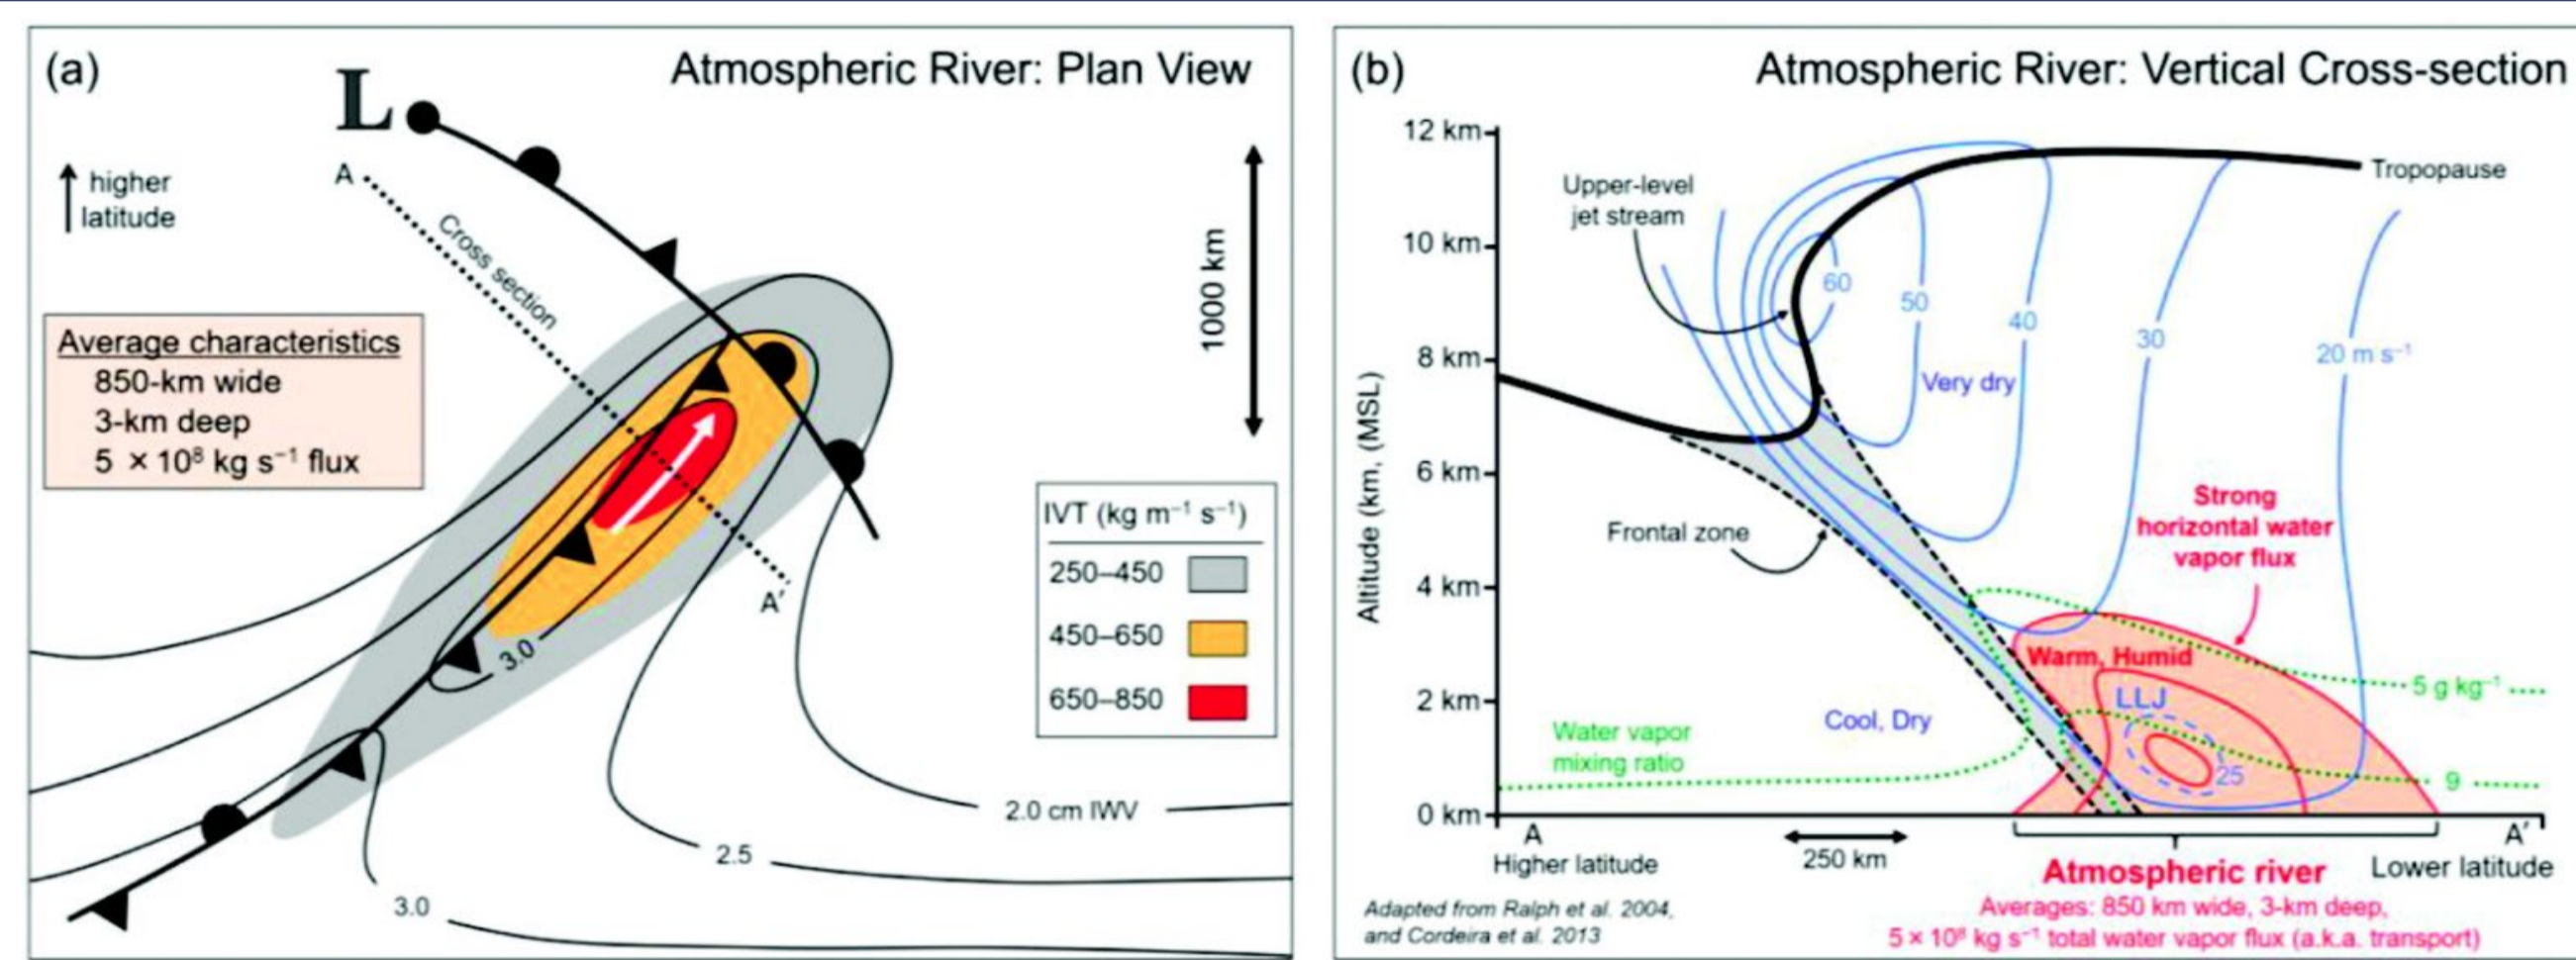 (a)
Atmospheric River: Plan View
L
A
higher
latitude
Cross section
1000 km
Average characteristics
850-km wide
3-km deep
5 × 10⁸ kg s⁻¹ flux
A'
IVT (kg m⁻¹ s⁻¹)
250–450
450–650
650–850
3.0
2.0 cm IWV
2.5
3.0
(b)
Atmospheric River: Vertical Cross-section
12 km
10 km
8 km
6 km
4 km
2 km
0 km
Altitude (km, (MSL)
Tropopause
Upper-level
jet stream
60
50
40
30
20 m s⁻¹
Very dry
Frontal zone
Strong
horizontal water
vapor flux
Warm, Humid
LLJ
25
5 g kg⁻¹
9
Water vapor
mixing ratio
Cool, Dry
A
Higher latitude
250 km
A'
Lower latitude
Atmospheric river
Averages: 850 km wide, 3-km deep,
5 × 10⁸ kg s⁻¹ total water vapor flux (a.k.a. transport)
Adapted from Ralph et al. 2004,
and Cordeira et al. 2013